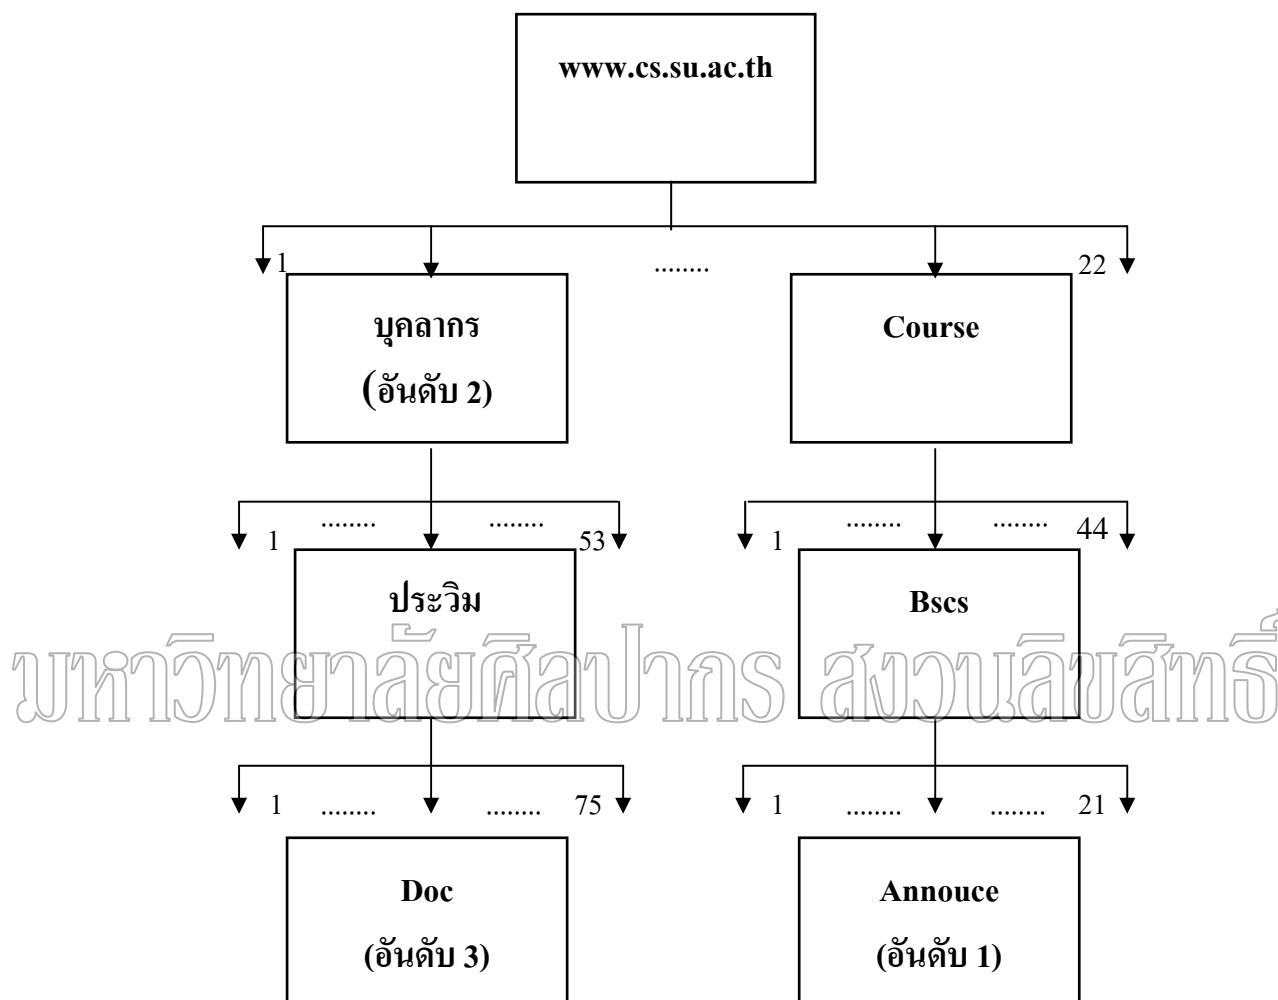 www.cs.su.ac.th
1 ........ 22
บุคลากร
(อันดับ 2)
Course
1 ........ ........ 53
1 ........ ........ 44
ประวิม
Bscs
มหาวิทยาลัยศิลปากร สงวนลิขสิทธิ์
1 ........ ........ 75
1 ........ ........ 21
Doc
(อันดับ 3)
Annouce
(อันดับ 1)